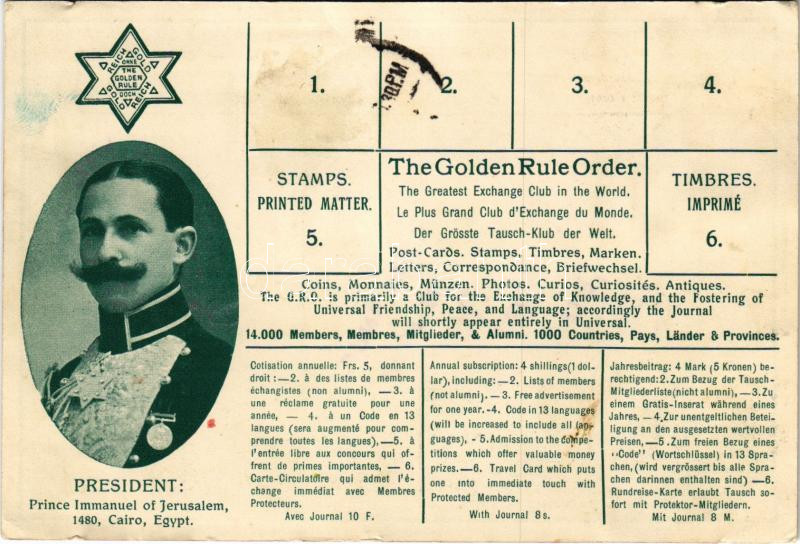 REICH GOLD
OHNE
THE
GOLDEN
RULE
DOCH
GOLD REICH
1.
2.
3.
4.
.30PM
STAMPS.
PRINTED MATTER.
5.
The Golden Rule Order.
The Greatest Exchange Club in the World.
Le Plus Grand Club d'Exchange du Monde.
Der Grösste Tausch-Klub der Welt.
Post-Cards. Stamps, Timbres, Marken.
Letters, Correspondance, Briefwechsel.
TIMBRES.
IMPRIMÉ
6.
Coins, Monnaies, Münzen. Photos. Curios, Curiosités, Antiques.
The G.R.O. is primarily a Club for the Exchange of Knowledge, and the Fostering of
Universal Friendship, Peace, and Language; accordingly the Journal
will shortly appear entirely in Universal.
14.000 Members, Membres, Mitglieder, & Alumni. 1000 Countries, Pays, Länder & Provinces.
PRESIDENT:
Prince Immanuel of Jerusalem,
1480, Cairo, Egypt.
Cotisation annuelle: Frs. 5, donnant
droit:—2. à des listes de membres
échangistes (non alumni), — 3. à
une réclame gratuite pour une
année, — 4. à un Code en 13
langues (sera augmenté pour com-
prendre toutes les langues),—5. à
l'entrée libre aux concours qui of-
frent de primes importantes, — 6.
Carte-Circulatoire qui admet l'é-
change immédiat avec Membres
Protecteurs.
Avec Journal 10 F.
Annual subscription: 4 shillings(1 dol-
lar), including: —2. Lists of members
(not alumni). —3. Free advertisement
for one year. -4. Code in 13 languages
(will be increased to include all lan-
guages), - 5. Admission to the compe-
titions which offer valuable money
prizes.—6. Travel Card which puts
one into immediate touch with
Protected Members.
With Journal 8s.
Jahresbeitrag: 4 Mark (5 Kronen) be-
rechtigend: 2. Zum Bezug der Tausch-
Mitgliederliste(nicht alumni),—3. Zu
einem Gratis-Inserat während eines
Jahres, — 4. Zur unentgeltlichen Betei-
ligung an den ausgesetzten wertvollen
Preisen,—5. Zum freien Bezug eines
"Code" (Wortschlüssel) in 13 Spra-
chen, (wird vergrössert bis alle Spra-
chen darinnen enthalten sind) — 6.
Rundreise-Karte erlaubt Tausch so-
fort mit Protektor-Mitgliedern.
Mit Journal 8 M.